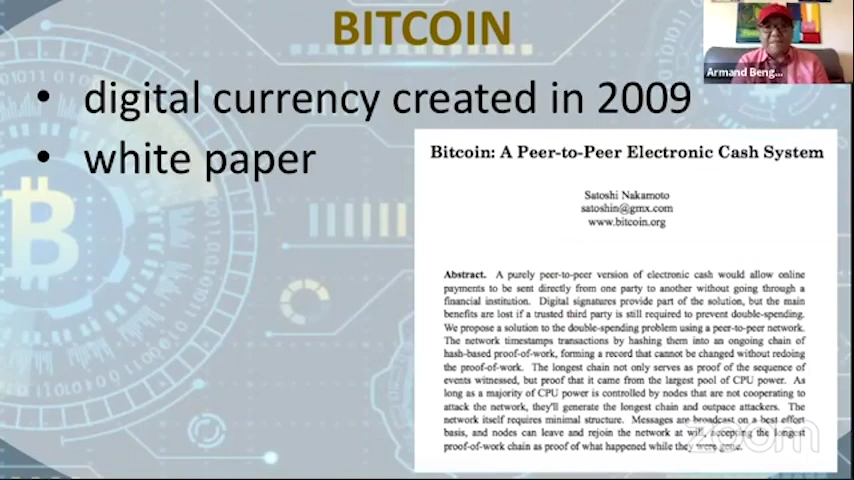 BITCOIN
Armand Beng...
• digital currency created in 2009
• white paper
Bitcoin: A Peer-to-Peer Electronic Cash System
Satoshi Nakamoto
satoshin@gmx.com
www.bitcoin.org
Abstract. A purely peer-to-peer version of electronic cash would allow online
payments to be sent directly from one party to another without going through a
financial institution. Digital signatures provide part of the solution, but the main
benefits are lost if a trusted third party is still required to prevent double-spending.
We propose a solution to the double-spending problem using a peer-to-peer network.
The network timestamps transactions by hashing them into an ongoing chain of
hash-based proof-of-work, forming a record that cannot be changed without redoing
the proof-of-work. The longest chain not only serves as proof of the sequence of
events witnessed, but proof that it came from the largest pool of CPU power. As
long as a majority of CPU power is controlled by nodes that are not cooperating to
attack the network, they'll generate the longest chain and outpace attackers. The
network itself requires minimal structure. Messages are broadcast on a best effort
basis, and nodes can leave and rejoin the network at will, accepting the longest
proof-of-work chain as proof of what happened while they were gone.
zoom